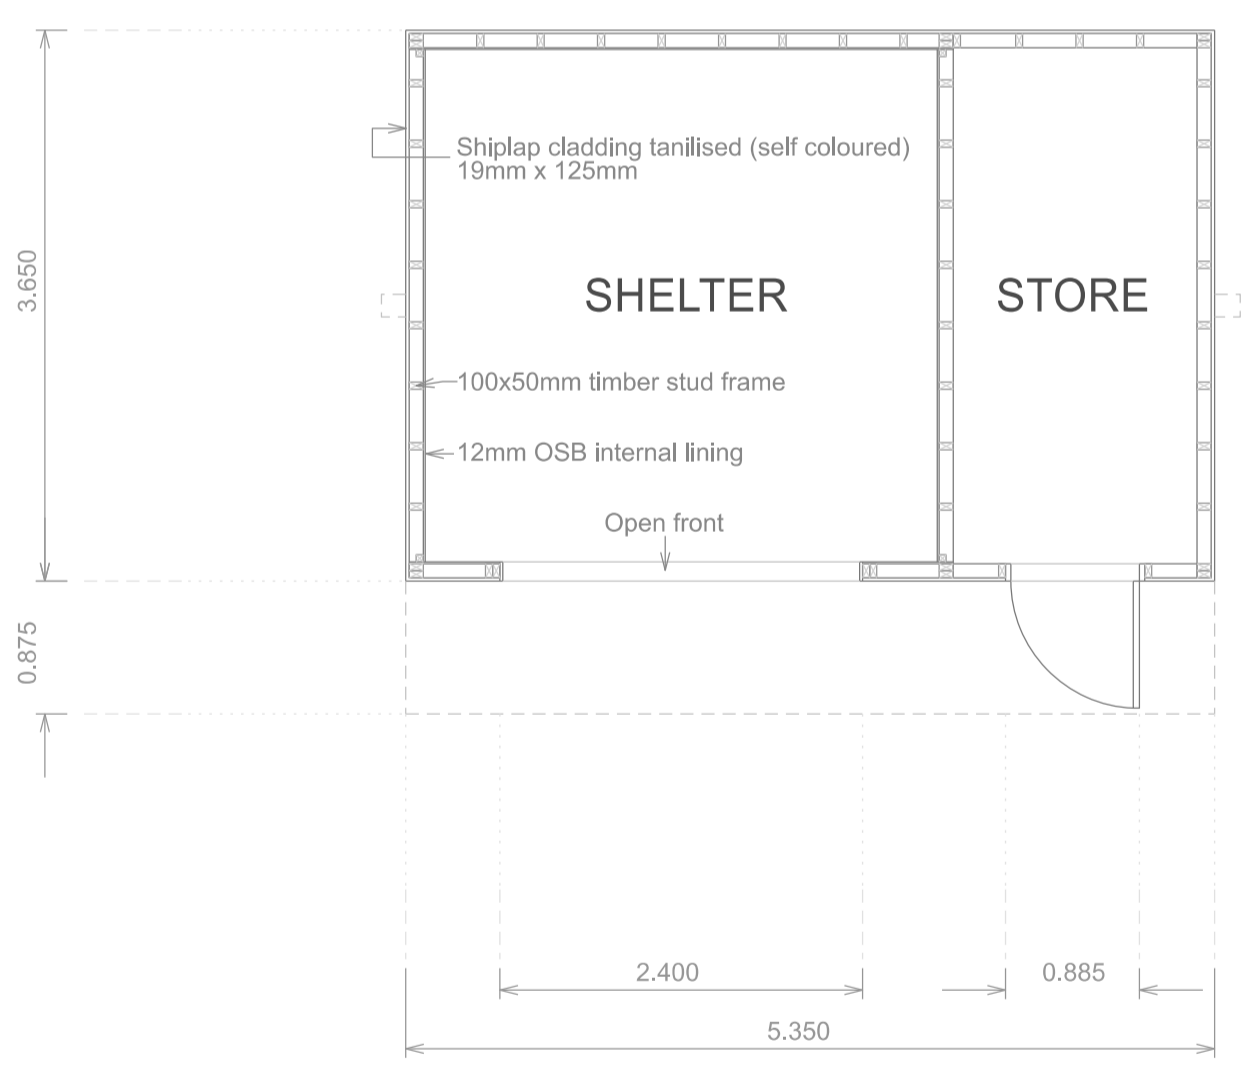 Shiplap cladding tanilised (self coloured)
19mm x 125mm
3.650
SHELTER
STORE
100x50mm timber stud frame
12mm OSB internal lining
Open front
0.875
2.400
0.885
5.350